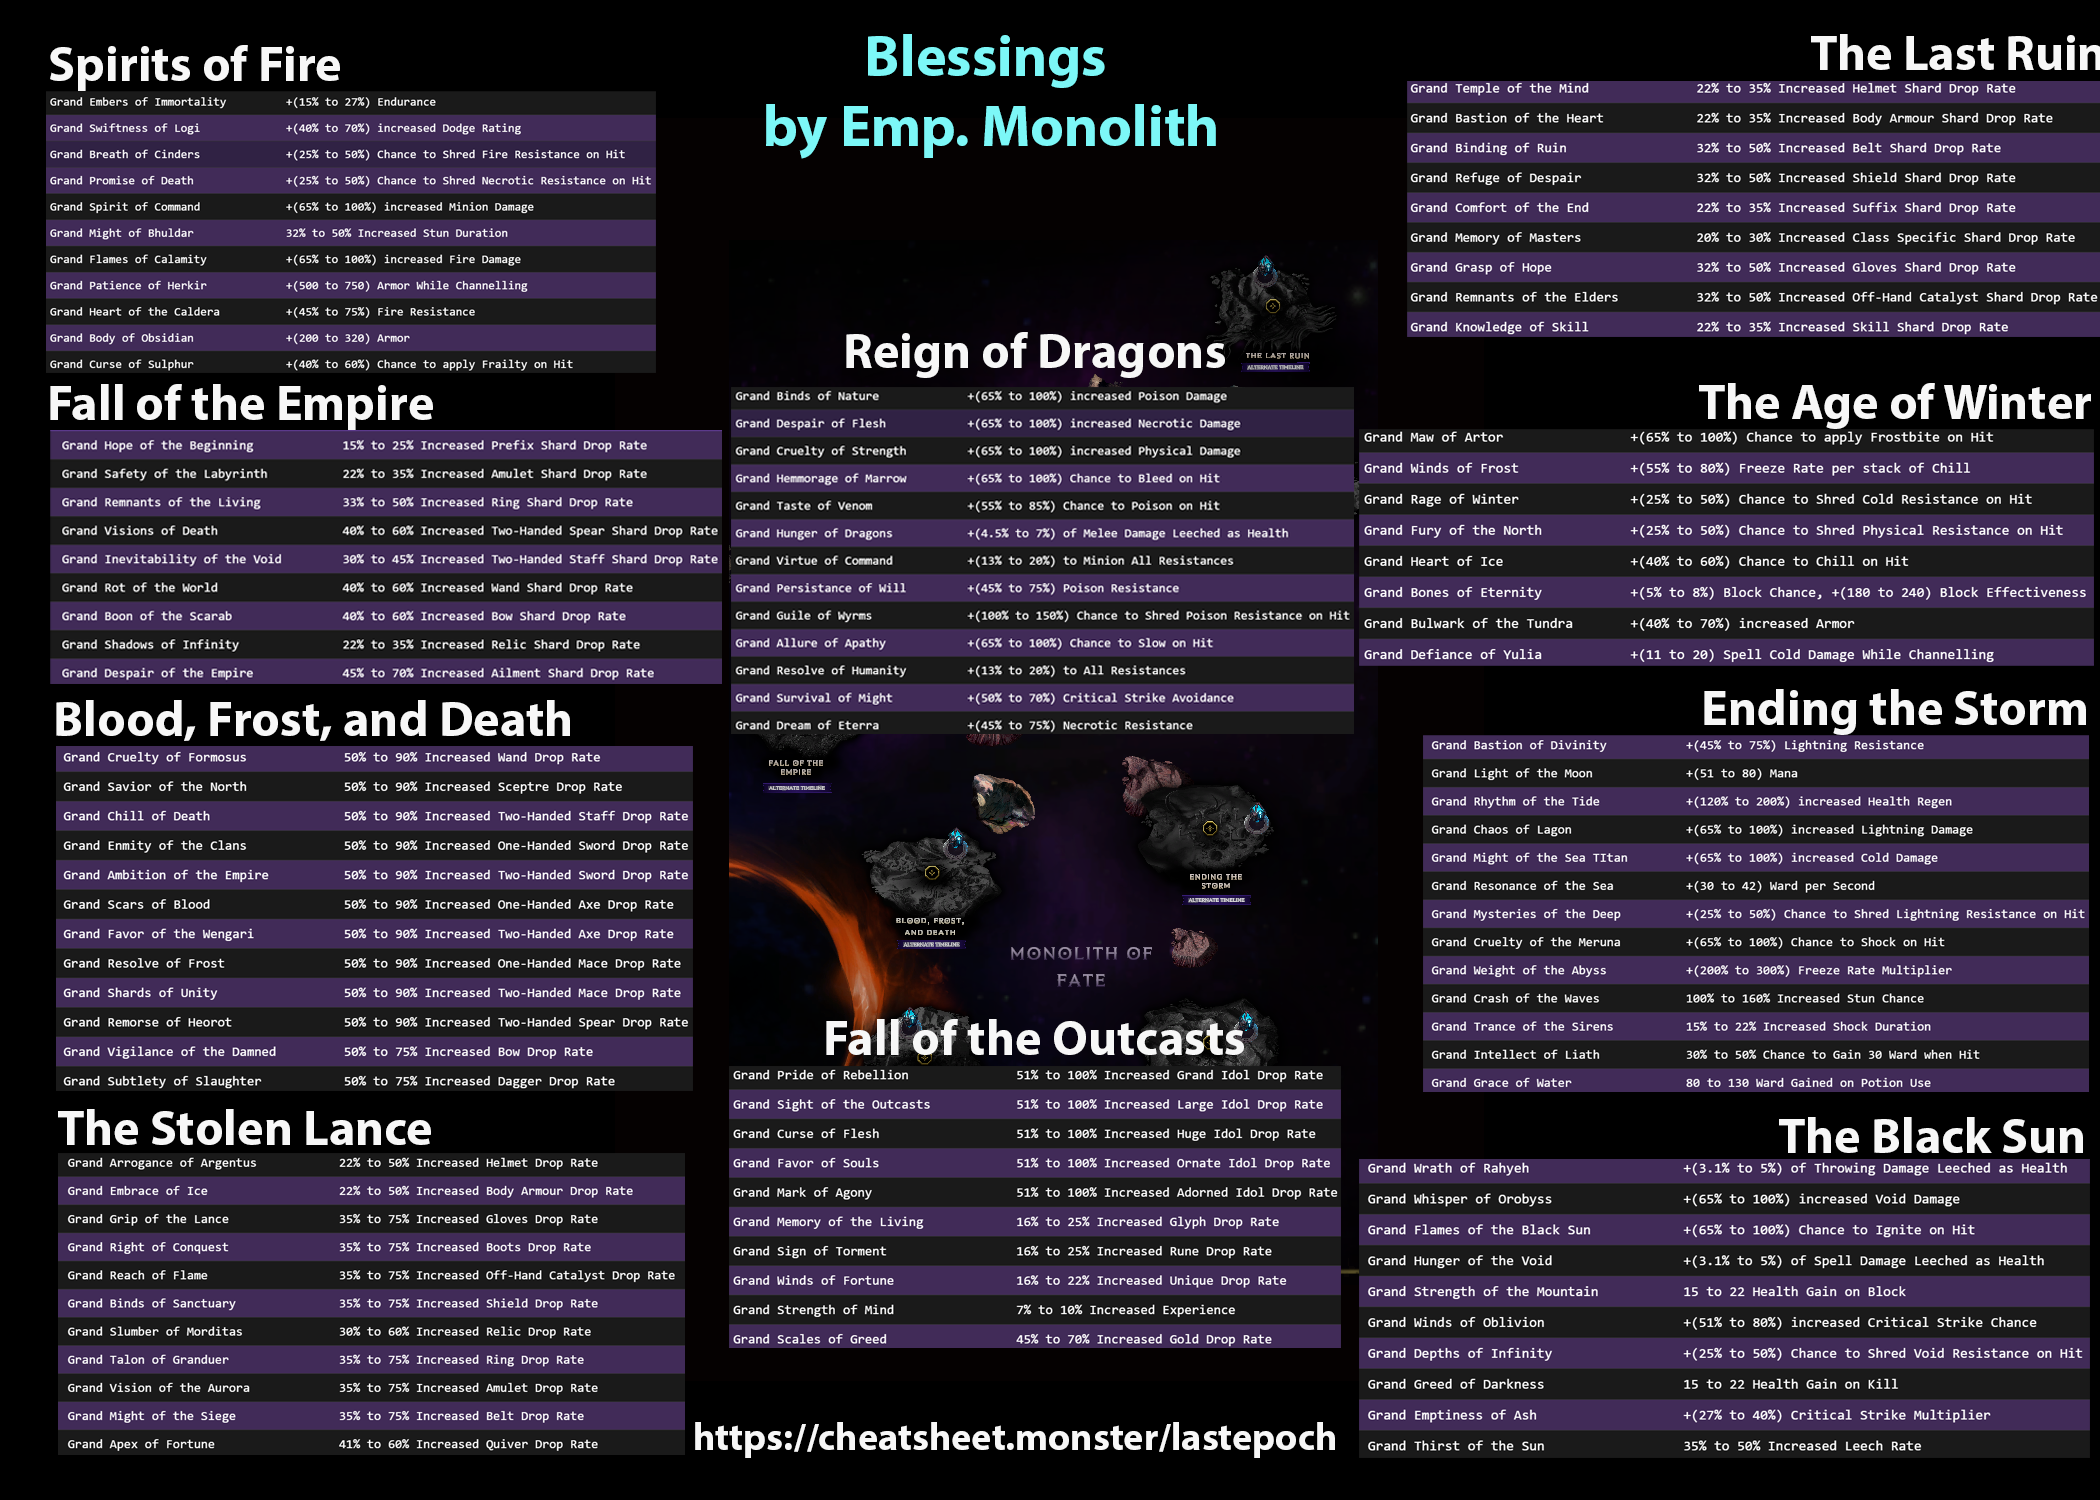 Blessings
by Emp. Monolith
Spirits of Fire
Grand Embers of Immortality +(15% to 27%) Endurance
Grand Swiftness of Logi +(40% to 70%) increased Dodge Rating
Grand Breath of Cinders +(25% to 50%) Chance to Shred Fire Resistance on Hit
Grand Promise of Death +(25% to 50%) Chance to Shred Necrotic Resistance on Hit
Grand Spirit of Command +(65% to 100%) increased Minion Damage
Grand Might of Bhuldar 32% to 50% Increased Stun Duration
Grand Flames of Calamity +(65% to 100%) increased Fire Damage
Grand Patience of Herkir +(500 to 750) Armor While Channelling
Grand Heart of the Caldera +(45% to 75%) Fire Resistance
Grand Body of Obsidian +(200 to 320) Armor
Grand Curse of Sulphur +(40% to 60%) Chance to apply Frailty on Hit
Fall of the Empire
Grand Hope of the Beginning 15% to 25% Increased Prefix Shard Drop Rate
Grand Safety of the Labyrinth 22% to 35% Increased Amulet Shard Drop Rate
Grand Remnants of the Living 33% to 50% Increased Ring Shard Drop Rate
Grand Visions of Death 40% to 60% Increased Two-Handed Spear Shard Drop Rate
Grand Inevitability of the Void 30% to 45% Increased Two-Handed Staff Shard Drop Rate
Grand Rot of the World 40% to 60% Increased Wand Shard Drop Rate
Grand Boon of the Scarab 40% to 60% Increased Bow Shard Drop Rate
Grand Shadows of Infinity 22% to 35% Increased Relic Shard Drop Rate
Grand Despair of the Empire 45% to 70% Increased Ailment Shard Drop Rate
Blood, Frost, and Death
Grand Cruelty of Formosus 50% to 90% Increased Wand Drop Rate
Grand Savior of the North 50% to 90% Increased Sceptre Drop Rate
Grand Chill of Death 50% to 90% Increased Two-Handed Staff Drop Rate
Grand Enmity of the Clans 50% to 90% Increased One-Handed Sword Drop Rate
Grand Ambition of the Empire 50% to 90% Increased Two-Handed Sword Drop Rate
Grand Scars of Blood 50% to 90% Increased One-Handed Axe Drop Rate
Grand Favor of the Wengari 50% to 90% Increased Two-Handed Axe Drop Rate
Grand Resolve of Frost 50% to 90% Increased One-Handed Mace Drop Rate
Grand Shards of Unity 50% to 90% Increased Two-Handed Mace Drop Rate
Grand Remorse of Heorot 50% to 90% Increased Two-Handed Spear Drop Rate
Grand Vigilance of the Damned 50% to 75% Increased Bow Drop Rate
Grand Subtlety of Slaughter 50% to 75% Increased Dagger Drop Rate
The Stolen Lance
Grand Arrogance of Argentus 22% to 50% Increased Helmet Drop Rate
Grand Embrace of Ice 22% to 50% Increased Body Armour Drop Rate
Grand Grip of the Lance 35% to 75% Increased Gloves Drop Rate
Grand Right of Conquest 35% to 75% Increased Boots Drop Rate
Grand Reach of Flame 35% to 75% Increased Off-Hand Catalyst Drop Rate
Grand Binds of Sanctuary 35% to 75% Increased Shield Drop Rate
Grand Slumber of Morditas 30% to 60% Increased Relic Drop Rate
Grand Talon of Granduer 35% to 75% Increased Ring Drop Rate
Grand Vision of the Aurora 35% to 75% Increased Amulet Drop Rate
Grand Might of the Siege 35% to 75% Increased Belt Drop Rate
Grand Apex of Fortune 41% to 60% Increased Quiver Drop Rate
THE LAST RUIN
ALTERNATE TIMELINE
Reign of Dragons
Grand Binds of Nature +(65% to 100%) increased Poison Damage
Grand Despair of Flesh +(65% to 100%) increased Necrotic Damage
Grand Cruelty of Strength +(65% to 100%) increased Physical Damage
Grand Hemmorage of Marrow +(65% to 100%) Chance to Bleed on Hit
Grand Taste of Venom +(55% to 85%) Chance to Poison on Hit
Grand Hunger of Dragons +(4.5% to 7%) of Melee Damage Leeched as Health
Grand Virtue of Command +(13% to 20%) to Minion All Resistances
Grand Persistance of Will +(45% to 75%) Poison Resistance
Grand Guile of Wyrms +(100% to 150%) Chance to Shred Poison Resistance on Hit
Grand Allure of Apathy +(65% to 100%) Chance to Slow on Hit
Grand Resolve of Humanity +(13% to 20%) to All Resistances
Grand Survival of Might +(50% to 70%) Critical Strike Avoidance
Grand Dream of Eterra +(45% to 75%) Necrotic Resistance
FALL OF THE
EMPIRE
ALTERNATE TIMELINE
ENDING THE
STORM
ALTERNATE TIMELINE
BLOOD, FROST,
AND DEATH
ALTERNATE TIMELINE
MONOLITH OF
FATE
Fall of the Outcasts
Grand Pride of Rebellion 51% to 100% Increased Grand Idol Drop Rate
Grand Sight of the Outcasts 51% to 100% Increased Large Idol Drop Rate
Grand Curse of Flesh 51% to 100% Increased Huge Idol Drop Rate
Grand Favor of Souls 51% to 100% Increased Ornate Idol Drop Rate
Grand Mark of Agony 51% to 100% Increased Adorned Idol Drop Rate
Grand Memory of the Living 16% to 25% Increased Glyph Drop Rate
Grand Sign of Torment 16% to 25% Increased Rune Drop Rate
Grand Winds of Fortune 16% to 22% Increased Unique Drop Rate
Grand Strength of Mind 7% to 10% Increased Experience
Grand Scales of Greed 45% to 70% Increased Gold Drop Rate
https://cheatsheet.monster/lastepoch
The Last Ruin
Grand Temple of the Mind 22% to 35% Increased Helmet Shard Drop Rate
Grand Bastion of the Heart 22% to 35% Increased Body Armour Shard Drop Rate
Grand Binding of Ruin 32% to 50% Increased Belt Shard Drop Rate
Grand Refuge of Despair 32% to 50% Increased Shield Shard Drop Rate
Grand Comfort of the End 22% to 35% Increased Suffix Shard Drop Rate
Grand Memory of Masters 20% to 30% Increased Class Specific Shard Drop Rate
Grand Grasp of Hope 32% to 50% Increased Gloves Shard Drop Rate
Grand Remnants of the Elders 32% to 50% Increased Off-Hand Catalyst Shard Drop Rate
Grand Knowledge of Skill 22% to 35% Increased Skill Shard Drop Rate
The Age of Winter
Grand Maw of Artor +(65% to 100%) Chance to apply Frostbite on Hit
Grand Winds of Frost +(55% to 80%) Freeze Rate per stack of Chill
Grand Rage of Winter +(25% to 50%) Chance to Shred Cold Resistance on Hit
Grand Fury of the North +(25% to 50%) Chance to Shred Physical Resistance on Hit
Grand Heart of Ice +(40% to 60%) Chance to Chill on Hit
Grand Bones of Eternity +(5% to 8%) Block Chance, +(180 to 240) Block Effectiveness
Grand Bulwark of the Tundra +(40% to 70%) increased Armor
Grand Defiance of Yulia +(11 to 20) Spell Cold Damage While Channelling
Ending the Storm
Grand Bastion of Divinity +(45% to 75%) Lightning Resistance
Grand Light of the Moon +(51 to 80) Mana
Grand Rhythm of the Tide +(120% to 200%) increased Health Regen
Grand Chaos of Lagon +(65% to 100%) increased Lightning Damage
Grand Might of the Sea TItan +(65% to 100%) increased Cold Damage
Grand Resonance of the Sea +(30 to 42) Ward per Second
Grand Mysteries of the Deep +(25% to 50%) Chance to Shred Lightning Resistance on Hit
Grand Cruelty of the Meruna +(65% to 100%) Chance to Shock on Hit
Grand Weight of the Abyss +(200% to 300%) Freeze Rate Multiplier
Grand Crash of the Waves 100% to 160% Increased Stun Chance
Grand Trance of the Sirens 15% to 22% Increased Shock Duration
Grand Intellect of Liath 30% to 50% Chance to Gain 30 Ward when Hit
Grand Grace of Water 80 to 130 Ward Gained on Potion Use
The Black Sun
Grand Wrath of Rahyeh +(3.1% to 5%) of Throwing Damage Leeched as Health
Grand Whisper of Orobyss +(65% to 100%) increased Void Damage
Grand Flames of the Black Sun +(65% to 100%) Chance to Ignite on Hit
Grand Hunger of the Void +(3.1% to 5%) of Spell Damage Leeched as Health
Grand Strength of the Mountain 15 to 22 Health Gain on Block
Grand Winds of Oblivion +(51% to 80%) increased Critical Strike Chance
Grand Depths of Infinity +(25% to 50%) Chance to Shred Void Resistance on Hit
Grand Greed of Darkness 15 to 22 Health Gain on Kill
Grand Emptiness of Ash +(27% to 40%) Critical Strike Multiplier
Grand Thirst of the Sun 35% to 50% Increased Leech Rate